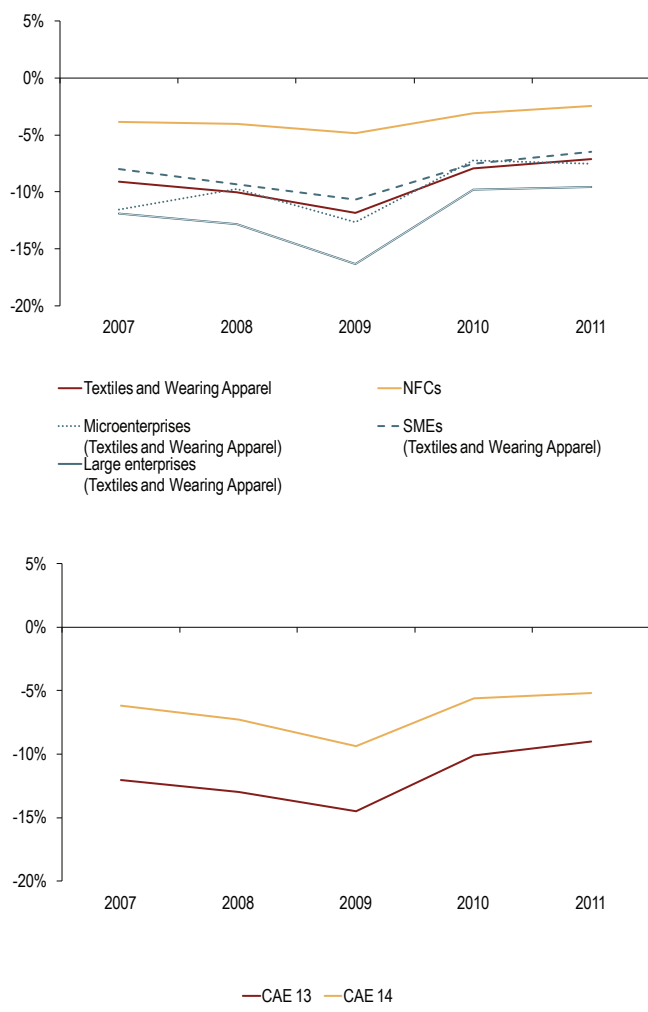 5%
0%
-5%
-10%
-15%
-20%
2007 2008 2009 2010 2011
Textiles and Wearing Apparel
NFCs
Microenterprises
(Textiles and Wearing Apparel)
SMEs
(Textiles and Wearing Apparel)
Large enterprises
(Textiles and Wearing Apparel)
5%
0%
-5%
-10%
-15%
-20%
2007 2008 2009 2010 2011
CAE 13 CAE 14